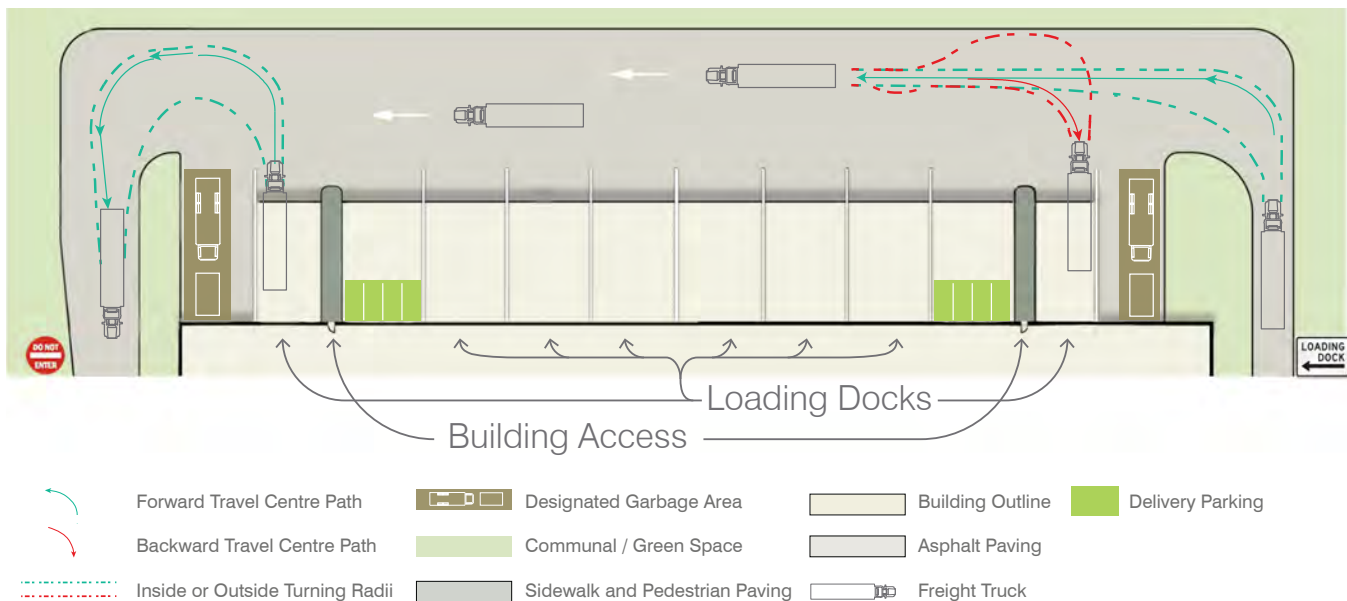 DO NOT
ENTER
LOADING
DOCK
Loading Docks
Building Access
Forward Travel Centre Path
Designated Garbage Area
Building Outline
Delivery Parking
Backward Travel Centre Path
Communal / Green Space
Asphalt Paving
Inside or Outside Turning Radii
Sidewalk and Pedestrian Paving
Freight Truck